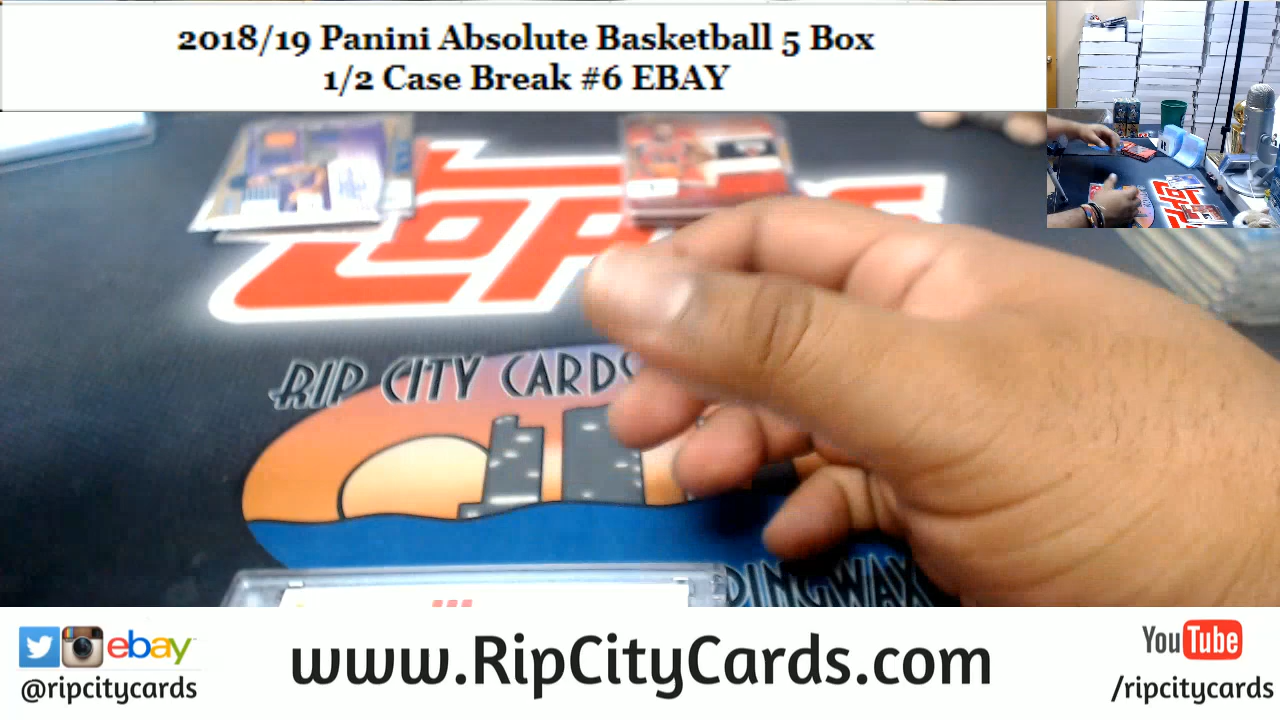 2018/19 Panini Absolute Basketball 5 Box
1/2 Case Break #6 EBAY
RIP CITY CARDS
ebay
@ripcitycards
www.RipCityCards.com
YouTube
/ripcitycards